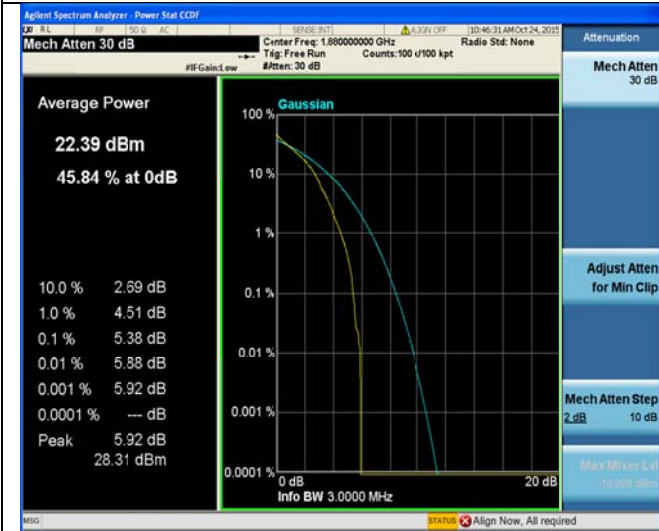 Agilent Spectrum Analyzer - Power Stat CCDF
RL RF 50 Ω AC SENSE:INT ALIGN OFF 10:46:31 AM Oct 24, 2015
Mech Atten 30 dB Center Freq: 1.880000000 GHz Radio Std: None
Trig: Free Run Counts:100 k/100 kpt
#IFGain:Low #Atten: 30 dB
Attenuation
Mech Atten
30 dB
Average Power
22.39 dBm
45.84 % at 0dB
10.0 % 2.69 dB
1.0 % 4.51 dB
0.1 % 5.38 dB
0.01 % 5.88 dB
0.001 % 5.92 dB
0.0001 % --- dB
Peak 5.92 dB
28.31 dBm
Gaussian
100 %
10 %
1 %
0.1 %
0.01 %
0.001 %
0.0001 %
0 dB 20 dB
Info BW 3.0000 MHz
Adjust Atten
for Min Clip
Mech Atten Step
2 dB 10 dB
Max Mixer Lvl
-10.000 dBm
MSG STATUS Align Now, All required